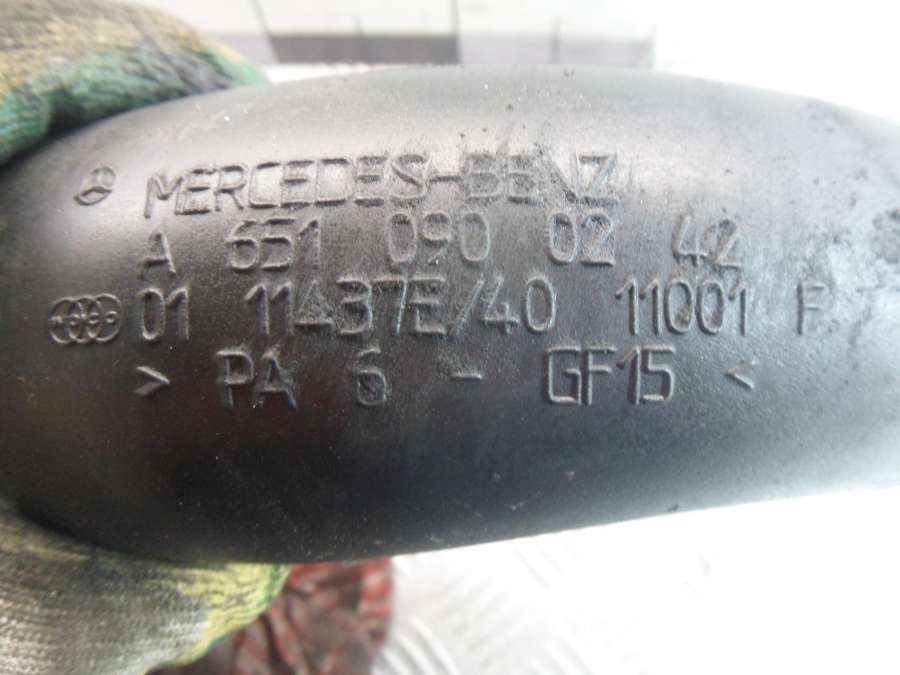 MERCEDES-BENZ
A 651 090 02 42
01 11437E/40 11001 F
> PA 6 - GF15 <